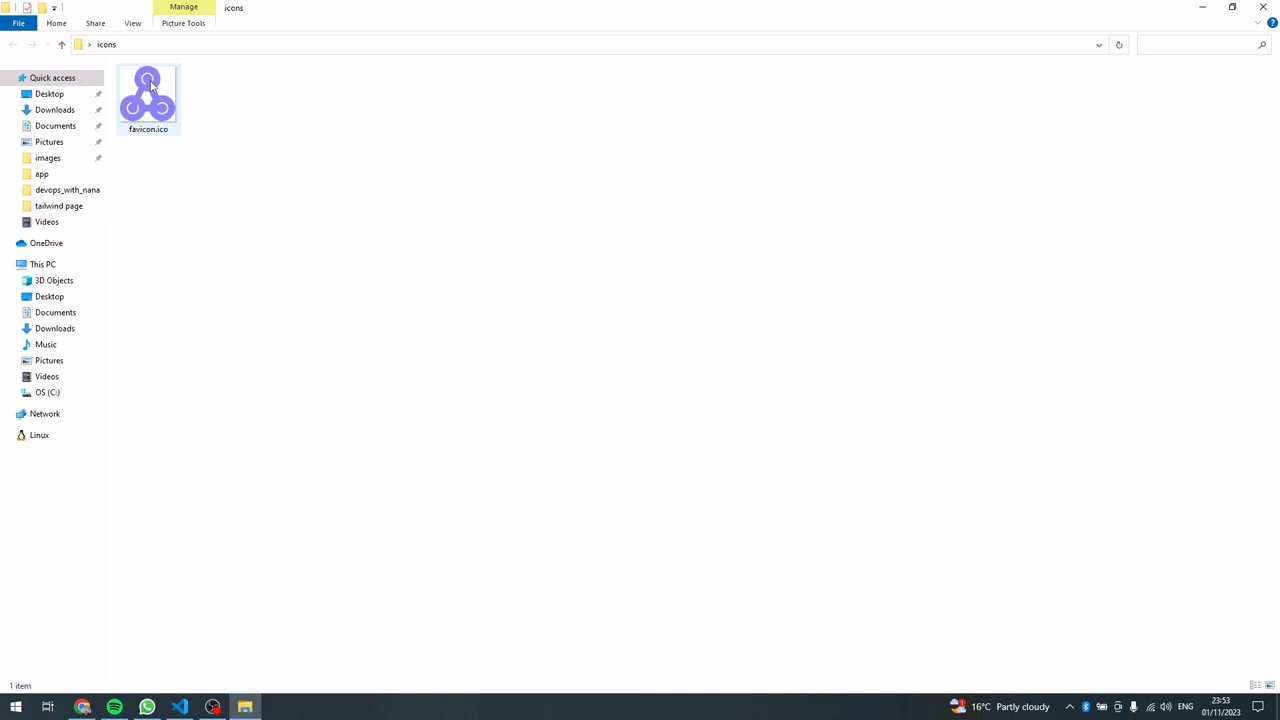 Manage
icons
File
Home
Share
View
Picture Tools
icons
Quick access
Desktop
Downloads
Documents
Pictures
images
app
devops_with_nana
tailwind page
Videos
OneDrive
This PC
3D Objects
Desktop
Documents
Downloads
Music
Pictures
Videos
OS (C:)
Network
Linux
favicon.ico
1 item
16°C Partly cloudy
ENG
23:53
01/11/2023